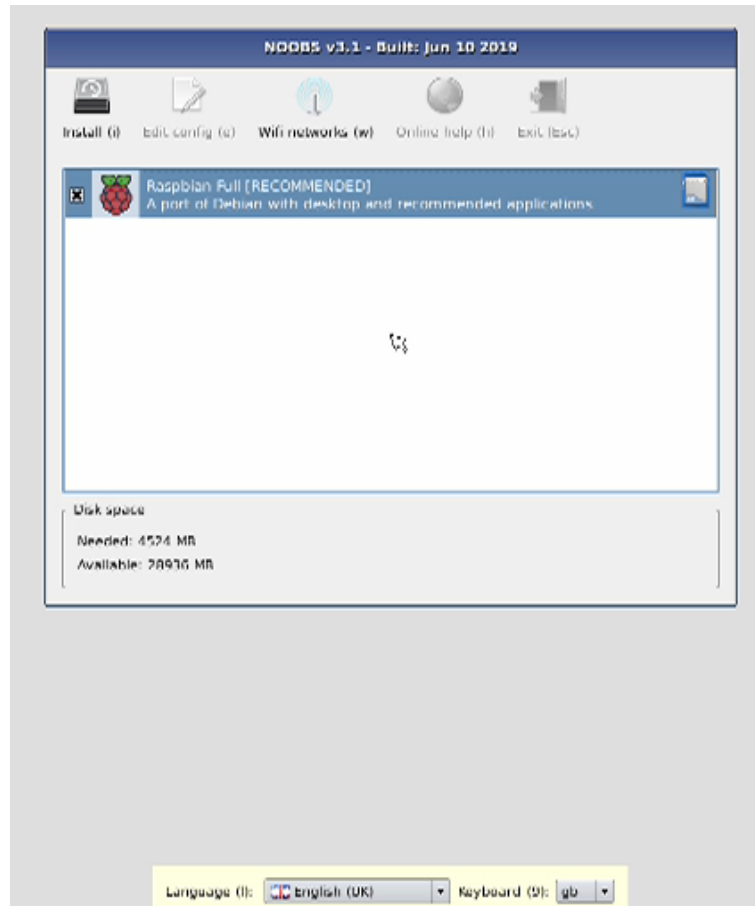 NOOBS v3.1 - Built: Jun 10 2019
Install (i) Edit config (e) Wifi networks (w) Online help (h) Exit (Esc)
Raspbian Full [RECOMMENDED]
A port of Debian with desktop and recommended applications
Disk space
Needed: 4524 MB
Available: 28936 MB
Language (l): English (UK) Keyboard (9): gb